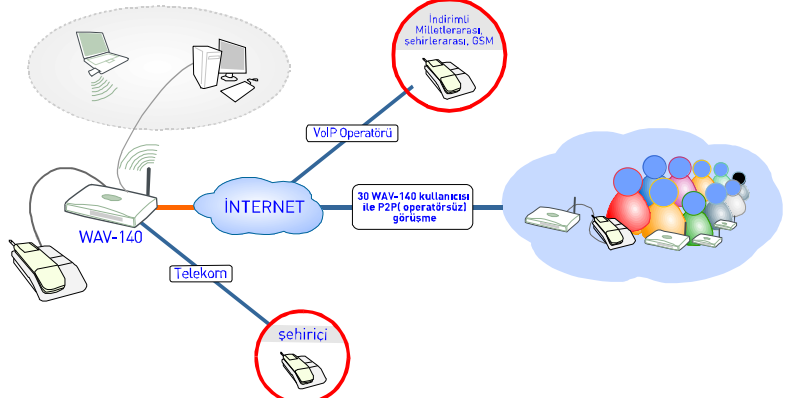 İndirimli
Milletlerarası,
şehirlerarası, GSM
VoIP Operatörü
İNTERNET
30 WAV-140 kullanıcısı
ile P2P( operatörsüz)
görüşme
WAV-140
Telekom
şehiriçi